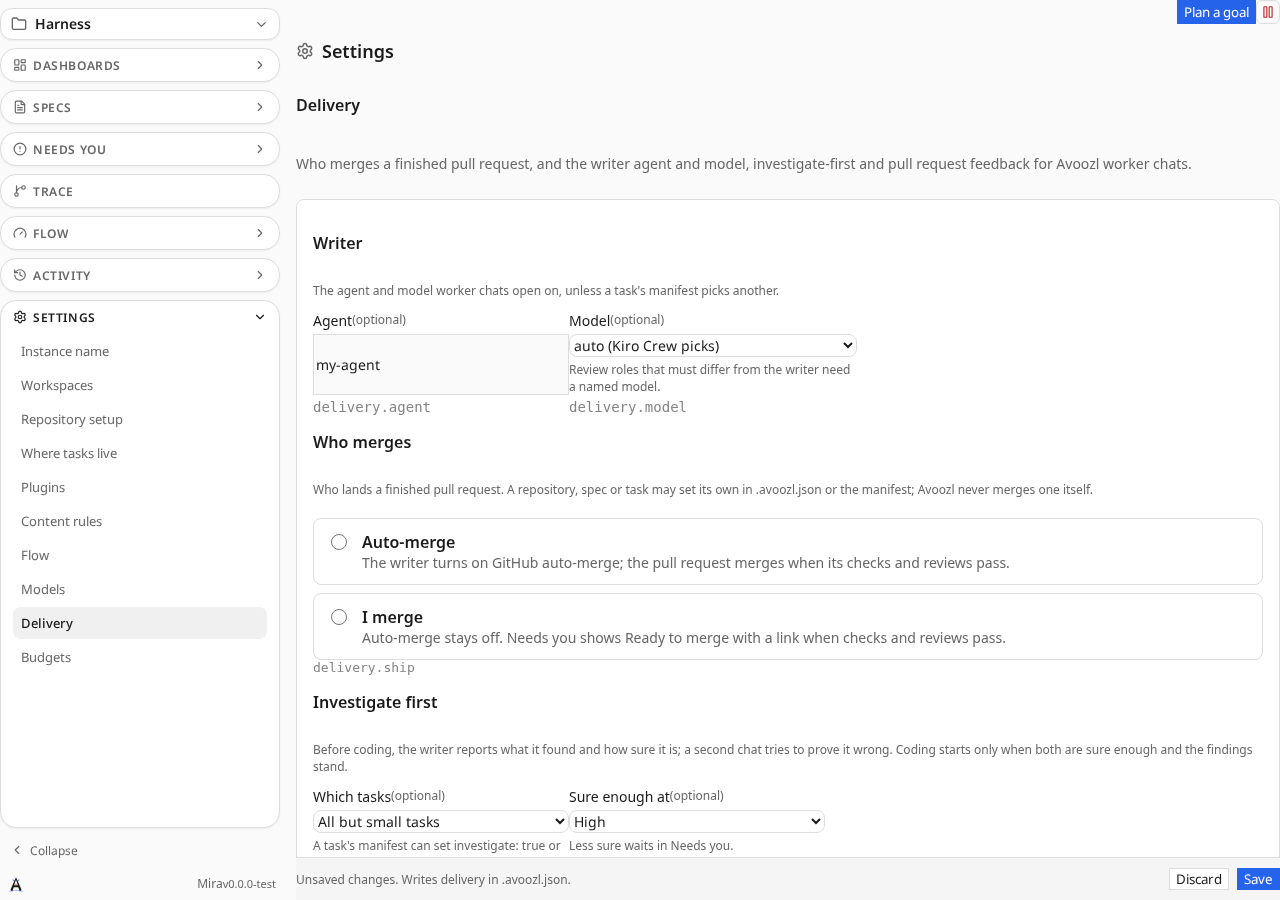 Harness
Plan a goal
DASHBOARDS
SPECS
NEEDS YOU
TRACE
FLOW
ACTIVITY
SETTINGS
Instance name
Workspaces
Repository setup
Where tasks live
Plugins
Content rules
Flow
Models
Delivery
Budgets
Collapse
Mirav0.0.0-test
Settings
Delivery
Who merges a finished pull request, and the writer agent and model, investigate-first and pull request feedback for Avoozl worker chats.
Writer
The agent and model worker chats open on, unless a task's manifest picks another.
Agent(optional)
my-agent
delivery.agent
Model(optional)
auto (Kiro Crew picks)
Review roles that must differ from the writer need
a named model.
delivery.model
Who merges
Who lands a finished pull request. A repository, spec or task may set its own in .avoozl.json or the manifest; Avoozl never merges one itself.
Auto-merge
The writer turns on GitHub auto-merge; the pull request merges when its checks and reviews pass.
I merge
Auto-merge stays off. Needs you shows Ready to merge with a link when checks and reviews pass.
delivery.ship
Investigate first
Before coding, the writer reports what it found and how sure it is; a second chat tries to prove it wrong. Coding starts only when both are sure enough and the findings
stand.
Which tasks(optional)
All but small tasks
A task's manifest can set investigate: true or
Sure enough at(optional)
High
Less sure waits in Needs you.
Unsaved changes. Writes delivery in .avoozl.json.
Discard
Save